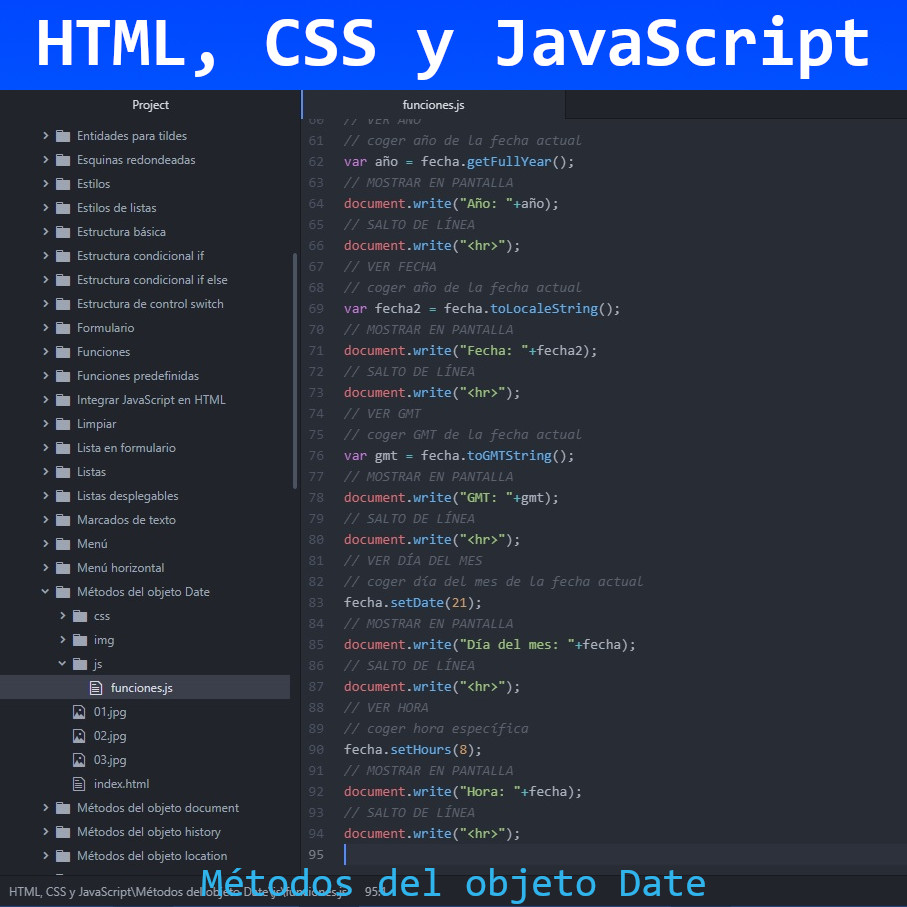 HTML, CSS y JavaScript
Project
Entidades para tildes
Esquinas redondeadas
Estilos
Estilos de listas
Estructura básica
Estructura condicional if
Estructura condicional if else
Estructura de control switch
Formulario
Funciones
Funciones predefinidas
Integrar JavaScript en HTML
Limpiar
Lista en formulario
Listas
Listas desplegables
Marcados de texto
Menú
Menú horizontal
Métodos del objeto Date
css
img
js
funciones.js
01.jpg
02.jpg
03.jpg
index.html
Métodos del objeto document
Métodos del objeto history
Métodos del objeto location
funciones.js
60 // VER AÑO
61 // coger año de la fecha actual
62 var año = fecha.getFullYear();
63 // MOSTRAR EN PANTALLA
64 document.write("Año: "+año);
65 // SALTO DE LÍNEA
66 document.write("<hr>");
67 // VER FECHA
68 // coger año de la fecha actual
69 var fecha2 = fecha.toLocaleString();
70 // MOSTRAR EN PANTALLA
71 document.write("Fecha: "+fecha2);
72 // SALTO DE LÍNEA
73 document.write("<hr>");
74 // VER GMT
75 // coger GMT de la fecha actual
76 var gmt = fecha.toGMTString();
77 // MOSTRAR EN PANTALLA
78 document.write("GMT: "+gmt);
79 // SALTO DE LÍNEA
80 document.write("<hr>");
81 // VER DÍA DEL MES
82 // coger día del mes de la fecha actual
83 fecha.setDate(21);
84 // MOSTRAR EN PANTALLA
85 document.write("Día del mes: "+fecha);
86 // SALTO DE LÍNEA
87 document.write("<hr>");
88 // VER HORA
89 // coger hora específica
90 fecha.setHours(8);
91 // MOSTRAR EN PANTALLA
92 document.write("Hora: "+fecha);
93 // SALTO DE LÍNEA
94 document.write("<hr>");
95
HTML, CSS y JavaScript\Métodos del objeto Date\js\funciones.js 95:1
Métodos del objeto Date